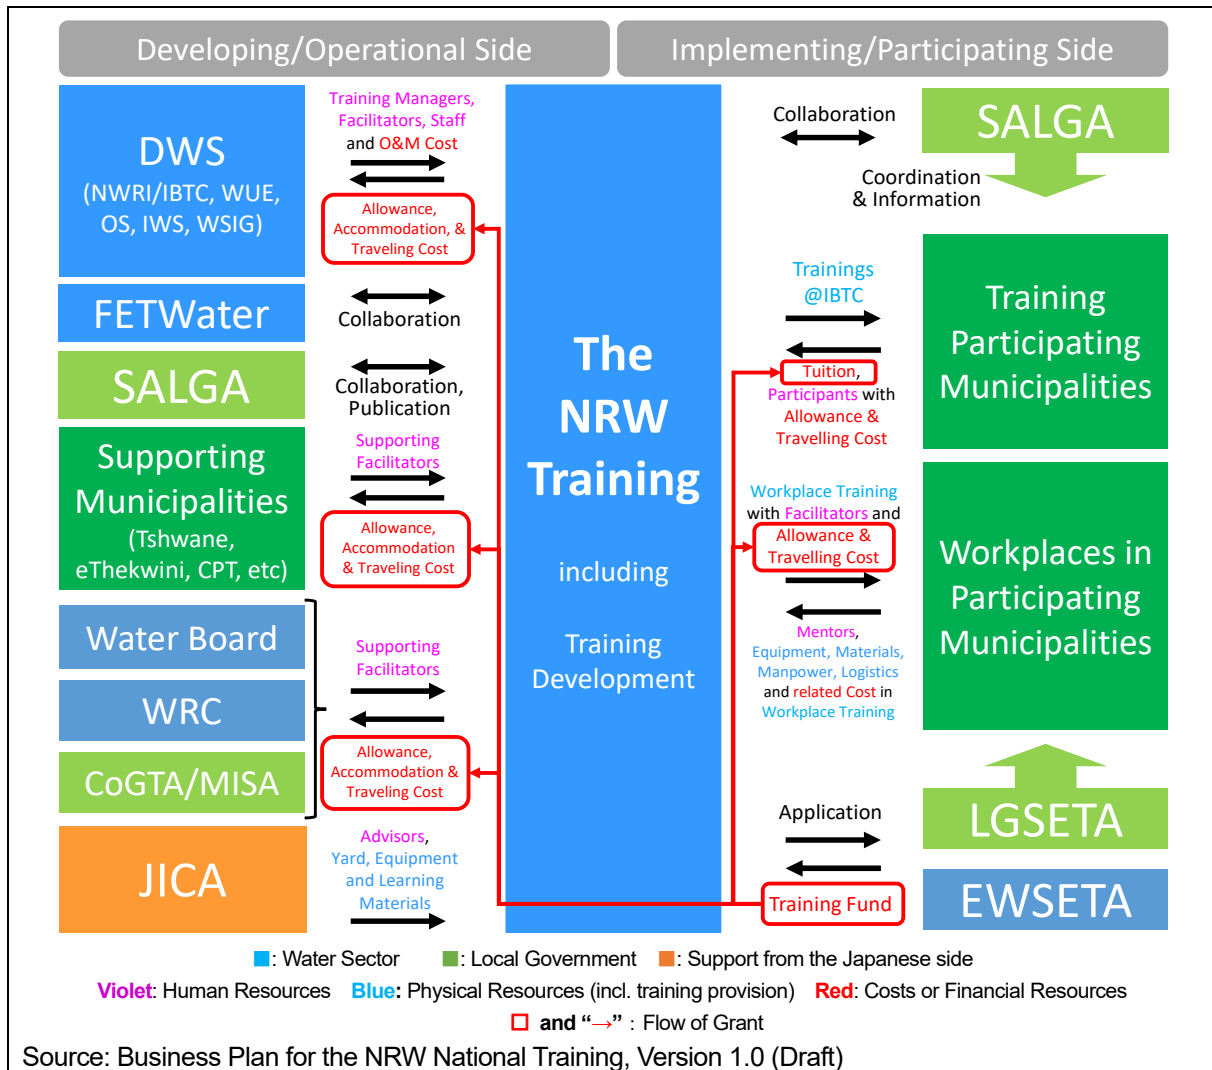 Developing/Operational Side
Implementing/Participating Side
DWS
(NWRI/IBTC, WUE,
OS, IWS, WSIG)
Training Managers,
Facilitators, Staff
and O&M Cost
Allowance,
Accommodation, &
Traveling Cost
FETWater
Collaboration
SALGA
Collaboration,
Publication
Supporting
Municipalities
(Tshwane,
eThekwini, CPT, etc)
Supporting
Facilitators
Allowance,
Accommodation
& Traveling Cost
Water Board
WRC
CoGTA/MISA
Supporting
Facilitators
Allowance,
Accommodation &
Traveling Cost
JICA
Advisors,
Yard, Equipment
and Learning
Materials
The
NRW
Training
including
Training
Development
Collaboration
SALGA
Coordination
& Information
Trainings
@IBTC
Tuition,
Participants with
Allowance &
Travelling Cost
Training
Participating
Municipalities
Workplace Training
with Facilitators and
Allowance &
Travelling Cost
Mentors,
Equipment, Materials,
Manpower, Logistics
and related Cost in
Workplace Training
Workplaces in
Participating
Municipalities
Application
Training Fund
LGSETA
EWSETA
: Water Sector : Local Government : Support from the Japanese side
Violet: Human Resources Blue: Physical Resources (incl. training provision) Red: Costs or Financial Resources
and “→” : Flow of Grant
Source: Business Plan for the NRW National Training, Version 1.0 (Draft)